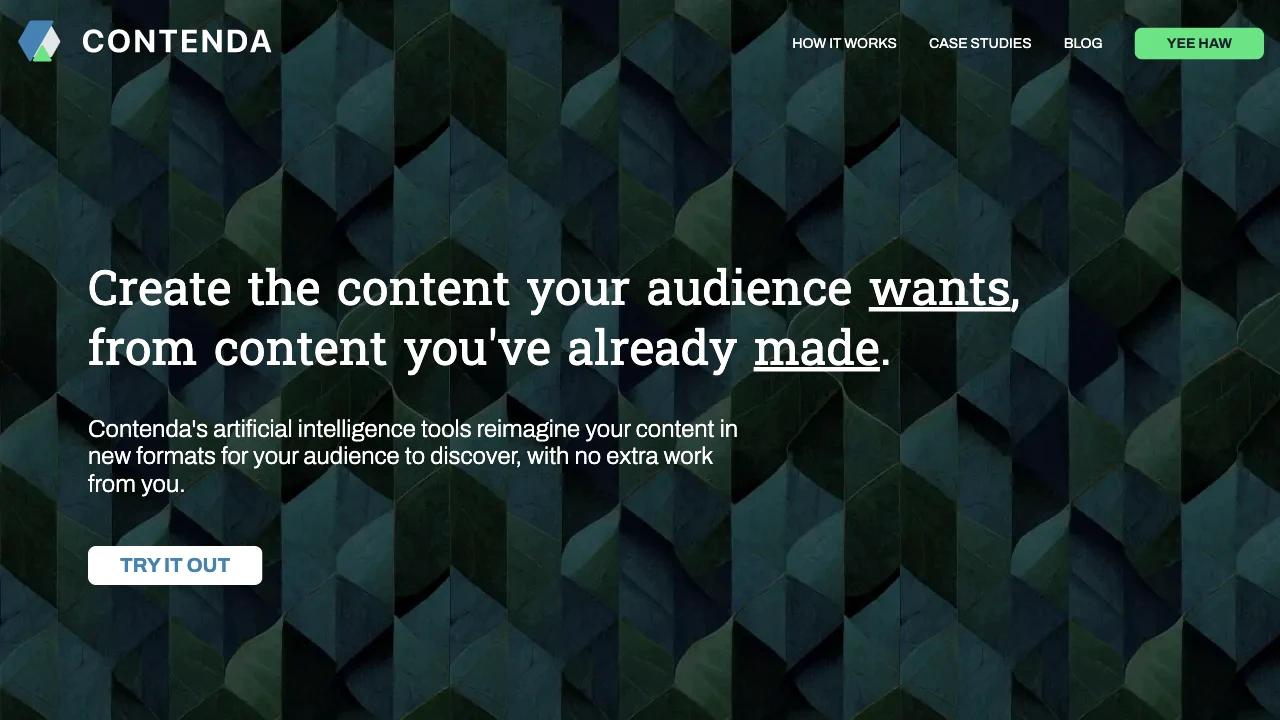 CONTENDA
HOW IT WORKS
CASE STUDIES
BLOG
YEE HAW
Create the content your audience wants,
from content you've already made.
Contenda's artificial intelligence tools reimagine your content in
new formats for your audience to discover, with no extra work
from you.
TRY IT OUT